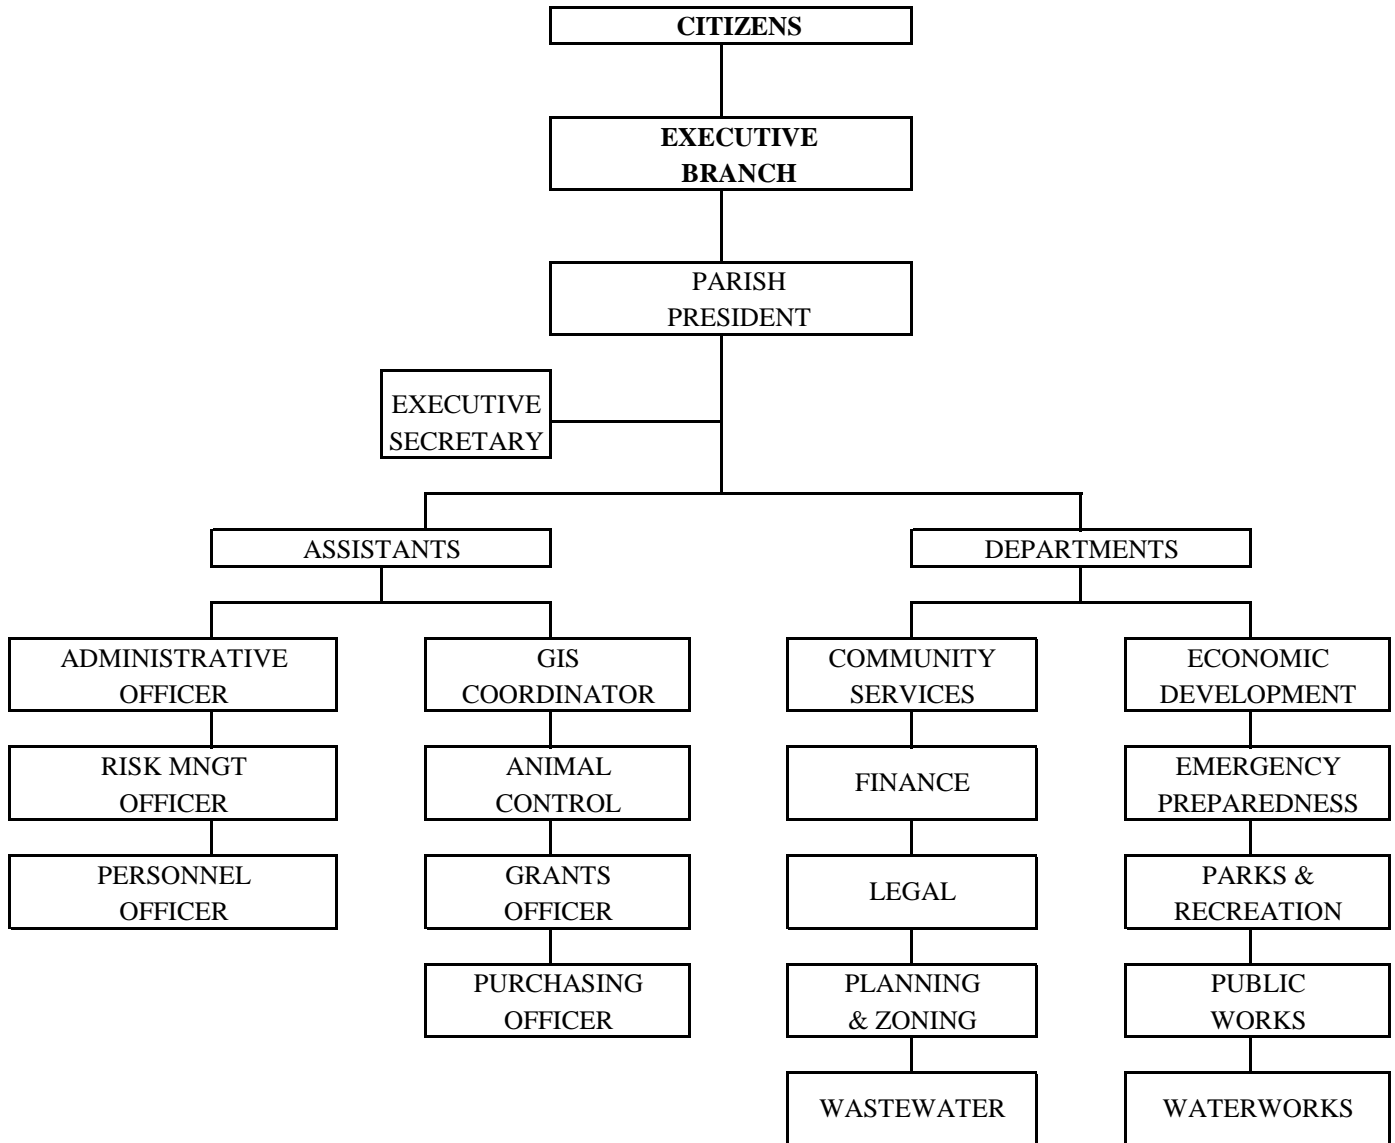 CITIZENS
EXECUTIVE
BRANCH
PARISH
PRESIDENT
EXECUTIVE
SECRETARY
ASSISTANTS
DEPARTMENTS
ADMINISTRATIVE
OFFICER
GIS
COORDINATOR
COMMUNITY
SERVICES
ECONOMIC
DEVELOPMENT
RISK MNGT
OFFICER
ANIMAL
CONTROL
FINANCE
EMERGENCY
PREPAREDNESS
PERSONNEL
OFFICER
GRANTS
OFFICER
LEGAL
PARKS &
RECREATION
PURCHASING
OFFICER
PLANNING
& ZONING
PUBLIC
WORKS
WASTEWATER
WATERWORKS